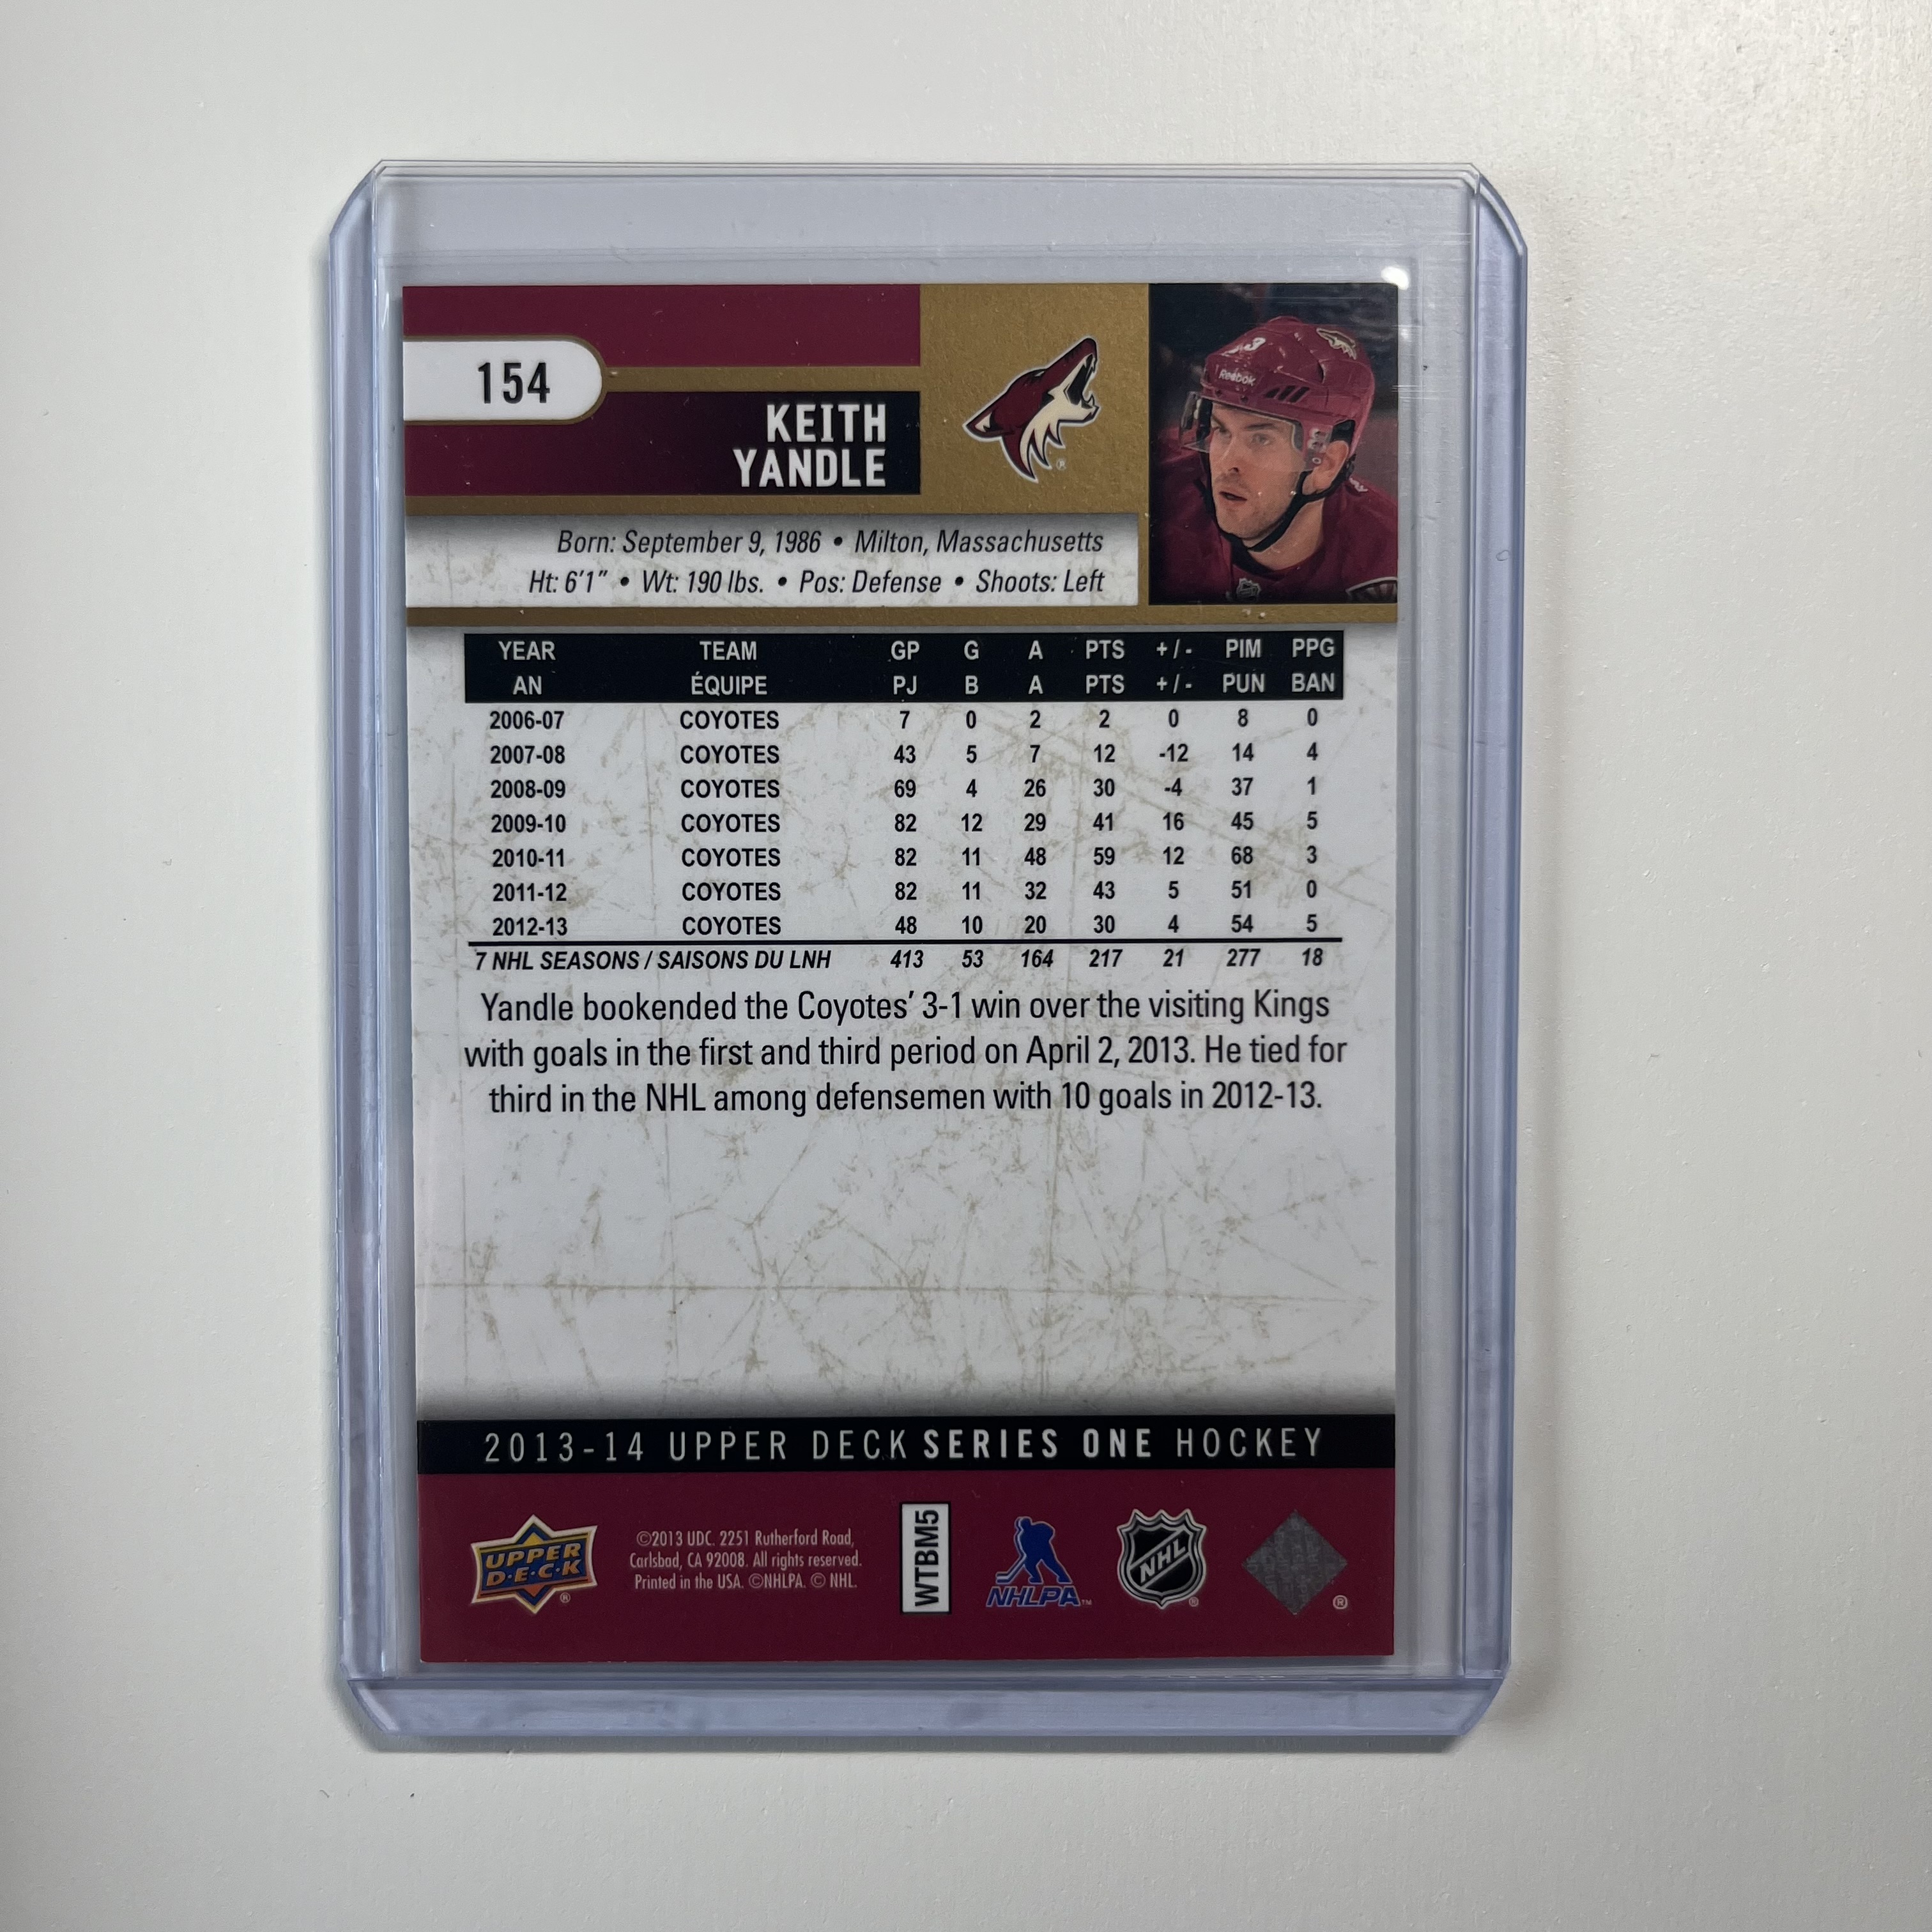 154
KEITH
YANDLE
Reebok
Born: September 9, 1986 • Milton, Massachusetts
Ht: 6'1" • Wt: 190 lbs. • Pos: Defense • Shoots: Left
YEAR TEAM GP G A PTS +/- PIM PPG
AN ÉQUIPE PJ B A PTS +/- PUN BAN
2006-07 COYOTES 7 0 2 2 0 8 0
2007-08 COYOTES 43 5 7 12 -12 14 4
2008-09 COYOTES 69 4 26 30 -4 37 1
2009-10 COYOTES 82 12 29 41 16 45 5
2010-11 COYOTES 82 11 48 59 12 68 3
2011-12 COYOTES 82 11 32 43 5 51 0
2012-13 COYOTES 48 10 20 30 4 54 5
7 NHL SEASONS / SAISONS DU LNH 413 53 164 217 21 277 18
Yandle bookended the Coyotes' 3-1 win over the visiting Kings
with goals in the first and third period on April 2, 2013. He tied for
third in the NHL among defensemen with 10 goals in 2012-13.
2013-14 UPPER DECK SERIES ONE HOCKEY
UPPER
D·E·C·K
®
©2013 UDC. 2251 Rutherford Road,
Carlsbad, CA 92008. All rights reserved.
Printed in the USA. ©NHLPA. © NHL.
WTBM5
NHLPA™
NHL
®
®